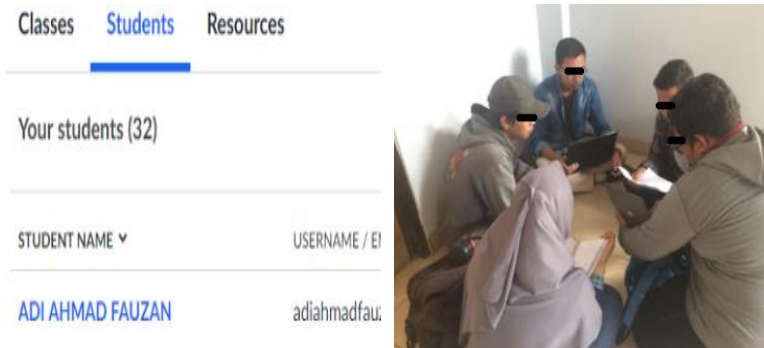 Classes Students Resources
Your students (32)
STUDENT NAME USERNAME /
ADI AHMAD FAUZAN